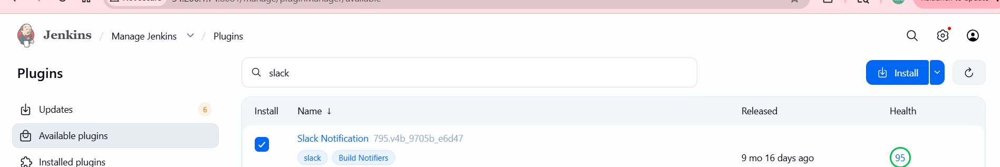 Jenkins / Manage Jenkins / Plugins
Plugins
slack
Install
Updates 6
Available plugins
Installed plugins
Install Name ↓ Released Health
Slack Notification 795.v4b_9705b_e6d47
slack Build Notifiers
9 mo 16 days ago
95